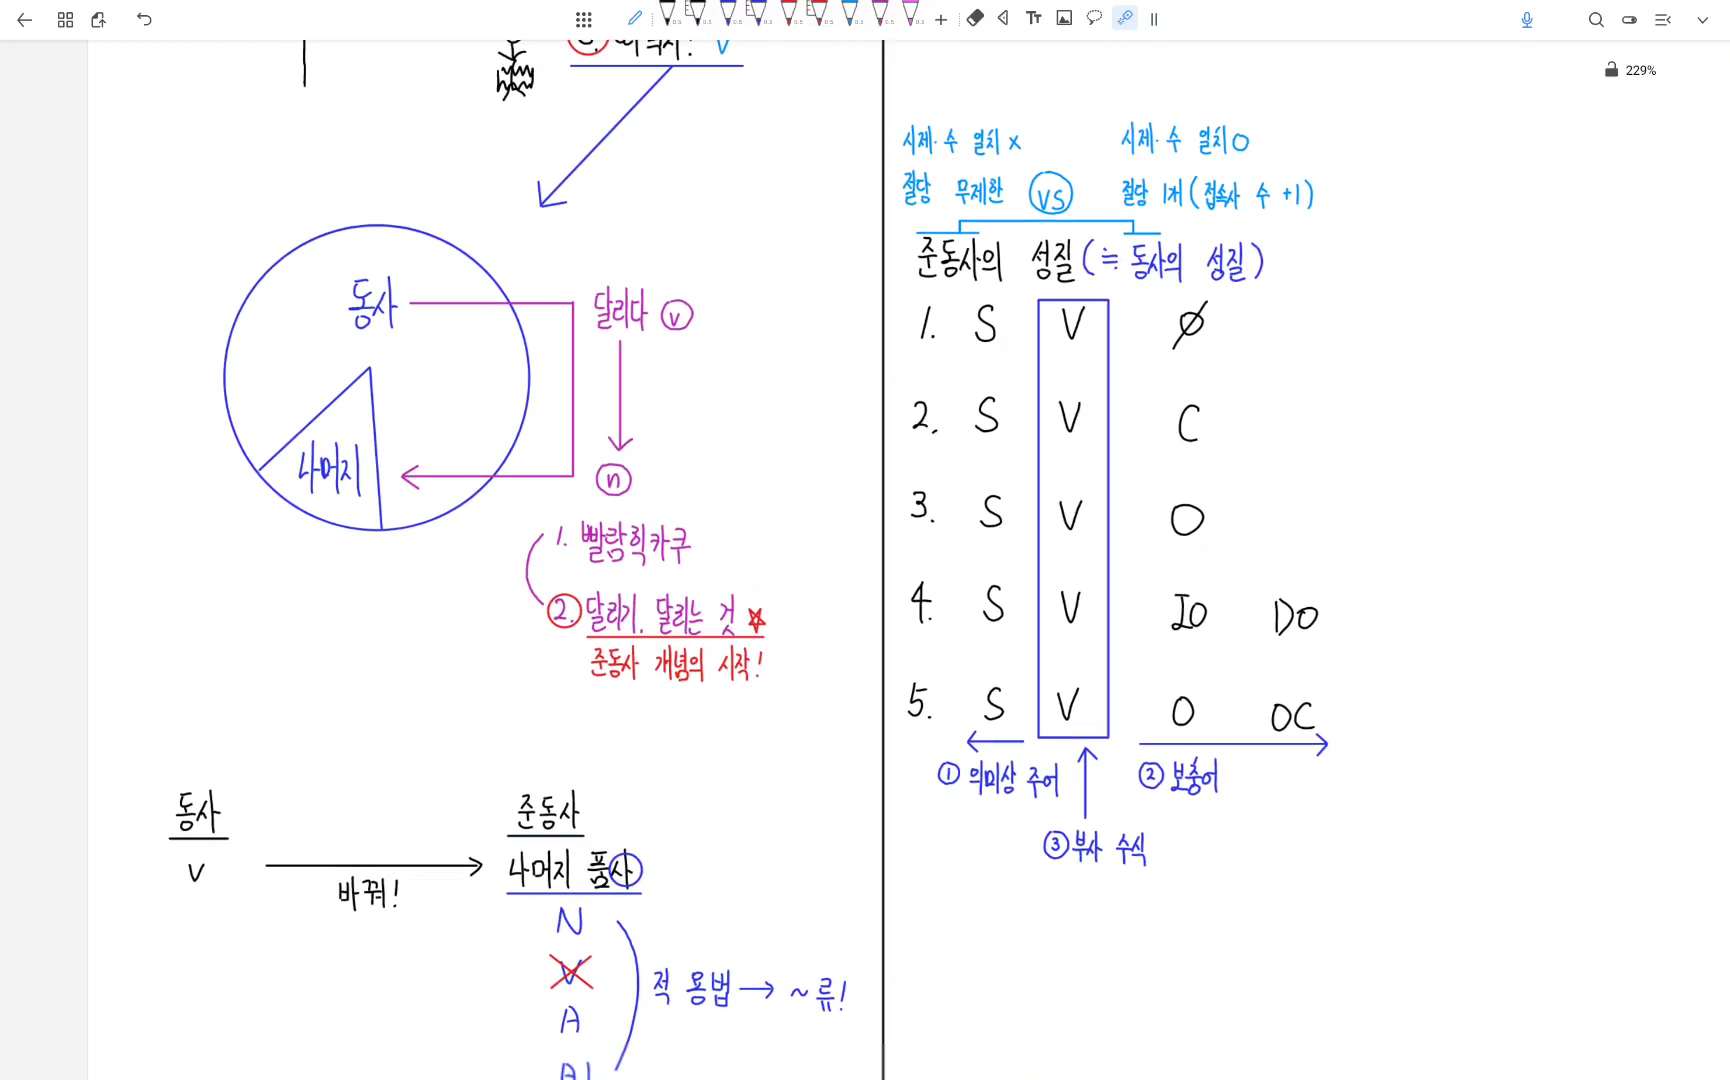 229%
동사
나머지
달리다 v
n
1. 빨람휙카쿠
2. 달리기, 달리는 것
준동사 개념의 시작!
동사
v
바꿔!
준동사
나머지 품사
N
V
A
적 용법 → ~류!
시제·수 일치 x
시제·수 일치 O
절당 무제한
VS
절당 1개 (접속사 수 +1)
준동사의 성질 (≒ 동사의 성질)
1. S V ∅
2. S V C
3. S V O
4. S V IO DO
5. S V O OC
① 의미상 주어
② 보충어
③ 부사 수식